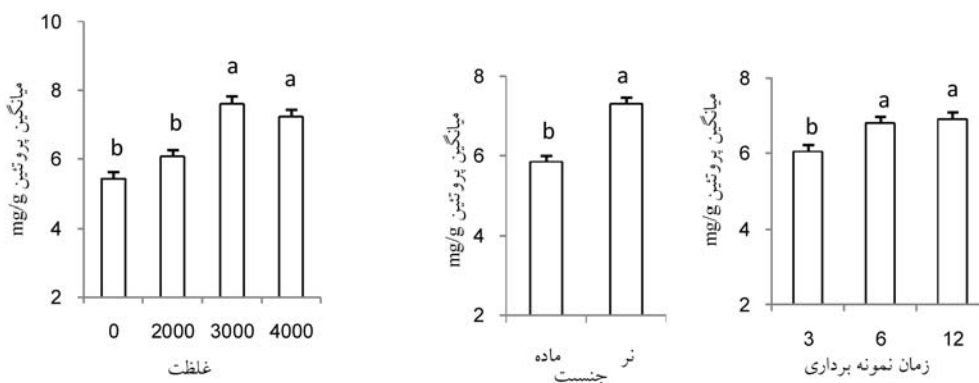 میانگین پروتئین mg/g
10
8
6
4
2
b
b
a
a
0 2000 3000 4000
غلظت
میانگین پروتئین mg/g
8
6
4
2
b
a
ماده نر
جنست
میانگین پروتئین mg/g
8
6
4
2
b
a
a
3 6 12
زمان نمونه برداری